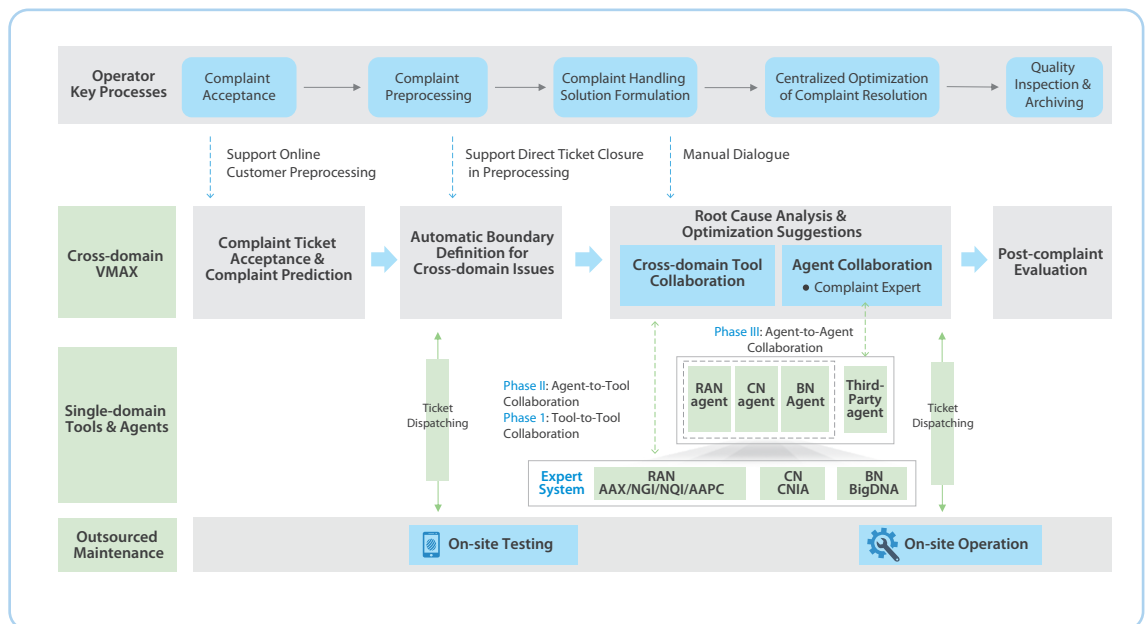 Operator
Key Processes
Complaint
Acceptance
Complaint
Preprocessing
Complaint Handling
Solution Formulation
Centralized Optimization
of Complaint Resolution
Quality
Inspection &
Archiving
Support Online
Customer Preprocessing
Support Direct Ticket Closure
in Preprocessing
Manual Dialogue
Cross-domain
VMAX
Complaint Ticket
Acceptance &
Complaint Prediction
Automatic Boundary
Definition for
Cross-domain Issues
Root Cause Analysis &
Optimization Suggestions
Cross-domain Tool
Collaboration
Agent Collaboration
• Complaint Expert
Post-complaint
Evaluation
Single-domain
Tools & Agents
Ticket
Dispatching
Phase II: Agent-to-Tool
Collaboration
Phase 1: Tool-to-Tool
Collaboration
Phase III: Agent-to-Agent
Collaboration
RAN
agent
CN
agent
BN
Agent
Third-
Party
agent
Ticket
Dispatching
Expert
System
RAN
AAX/NGI/NQI/AAPC
CN
CNIA
BN
BigDNA
Outsourced
Maintenance
On-site Testing
On-site Operation